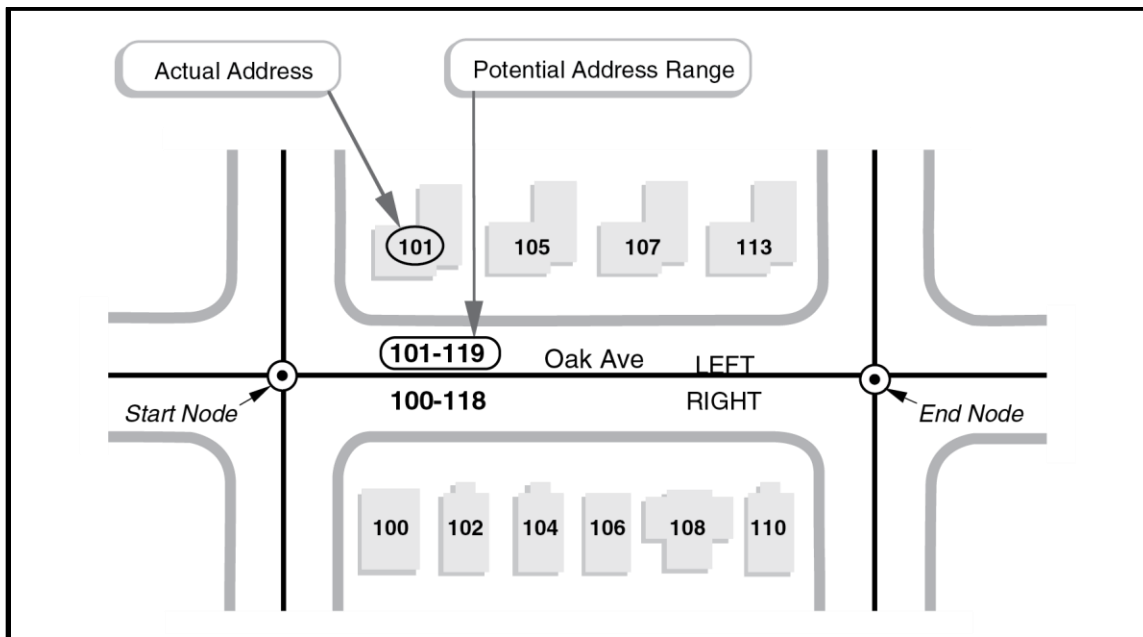 Actual Address
Potential Address Range
101
105
107
113
101-119
Oak Ave
LEFT
100-118
RIGHT
Start Node
End Node
100
102
104
106
108
110